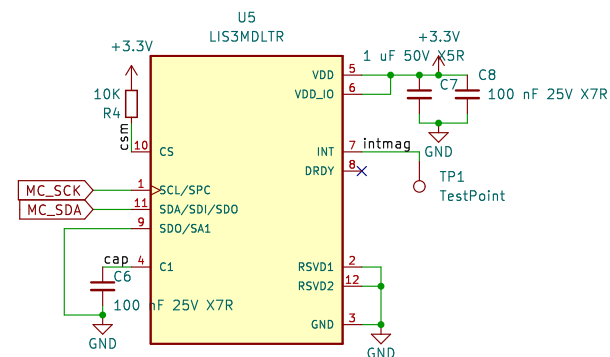 U5
LIS3MDLTR
+3.3V
+3.3V
1 uF 50V X5R
VDD 5
C7
C8
10K
VDD_IO 6
100 nF 25V X7R
R4
csm
GND
10 CS
INT 7 intmag
DRDY 8
TP1
TestPoint
MC_SCK 1 SCL/SPC
MC_SDA 11 SDA/SDI/SDO
9 SDO/SA1
cap 4 C1
RSVD1 2
C6
RSVD2 12
100 nF 25V X7R
GND 3
GND
GND